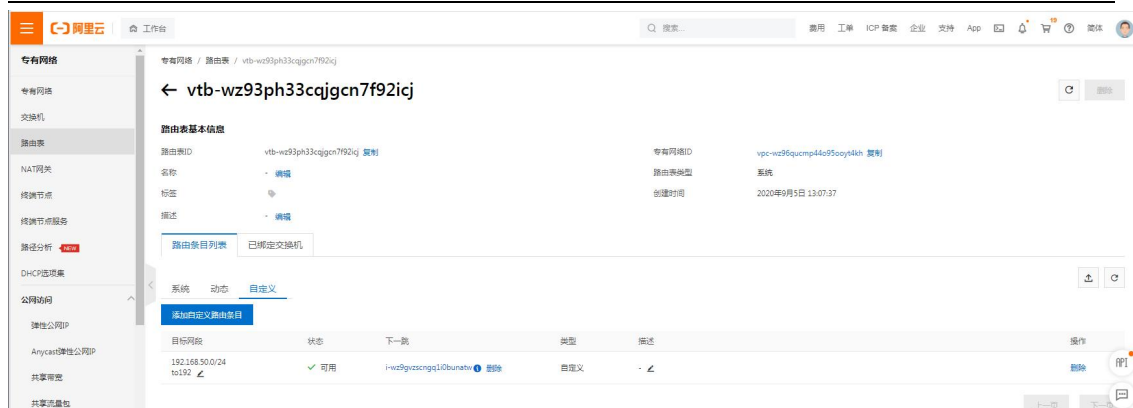 阿里云 工作台 搜索... 费用 工单 ICP 备案 企业 支持 App 简体
专有网络
专有网络
交换机
路由表
NAT网关
终端节点
终端节点服务
路径分析 NEW
DHCP选项集
公网访问
弹性公网IP
Anycast弹性公网IP
共享带宽
共享流量包
专有网络 / 路由表 / vtb-wz93ph33cqjgcn7f92icj
← vtb-wz93ph33cqjgcn7f92icj 删除
路由表基本信息
路由表ID vtb-wz93ph33cqjgcn7f92icj 复制 专有网络ID vpc-wz96qucmp44o95ooyt4kh 复制
名称 - 编辑 路由表类型 系统
标签 创建时间 2020年9月5日 13:07:37
描述 - 编辑
路由条目列表 已绑定交换机
系统 动态 自定义
添加自定义路由条目
目标网段 状态 下一跳 类型 描述 操作
192.168.50.0/24 可用 i-wz9gvzscngq1i0bunatw 删除 自定义 - 删除
to192
API
上一页 下一页